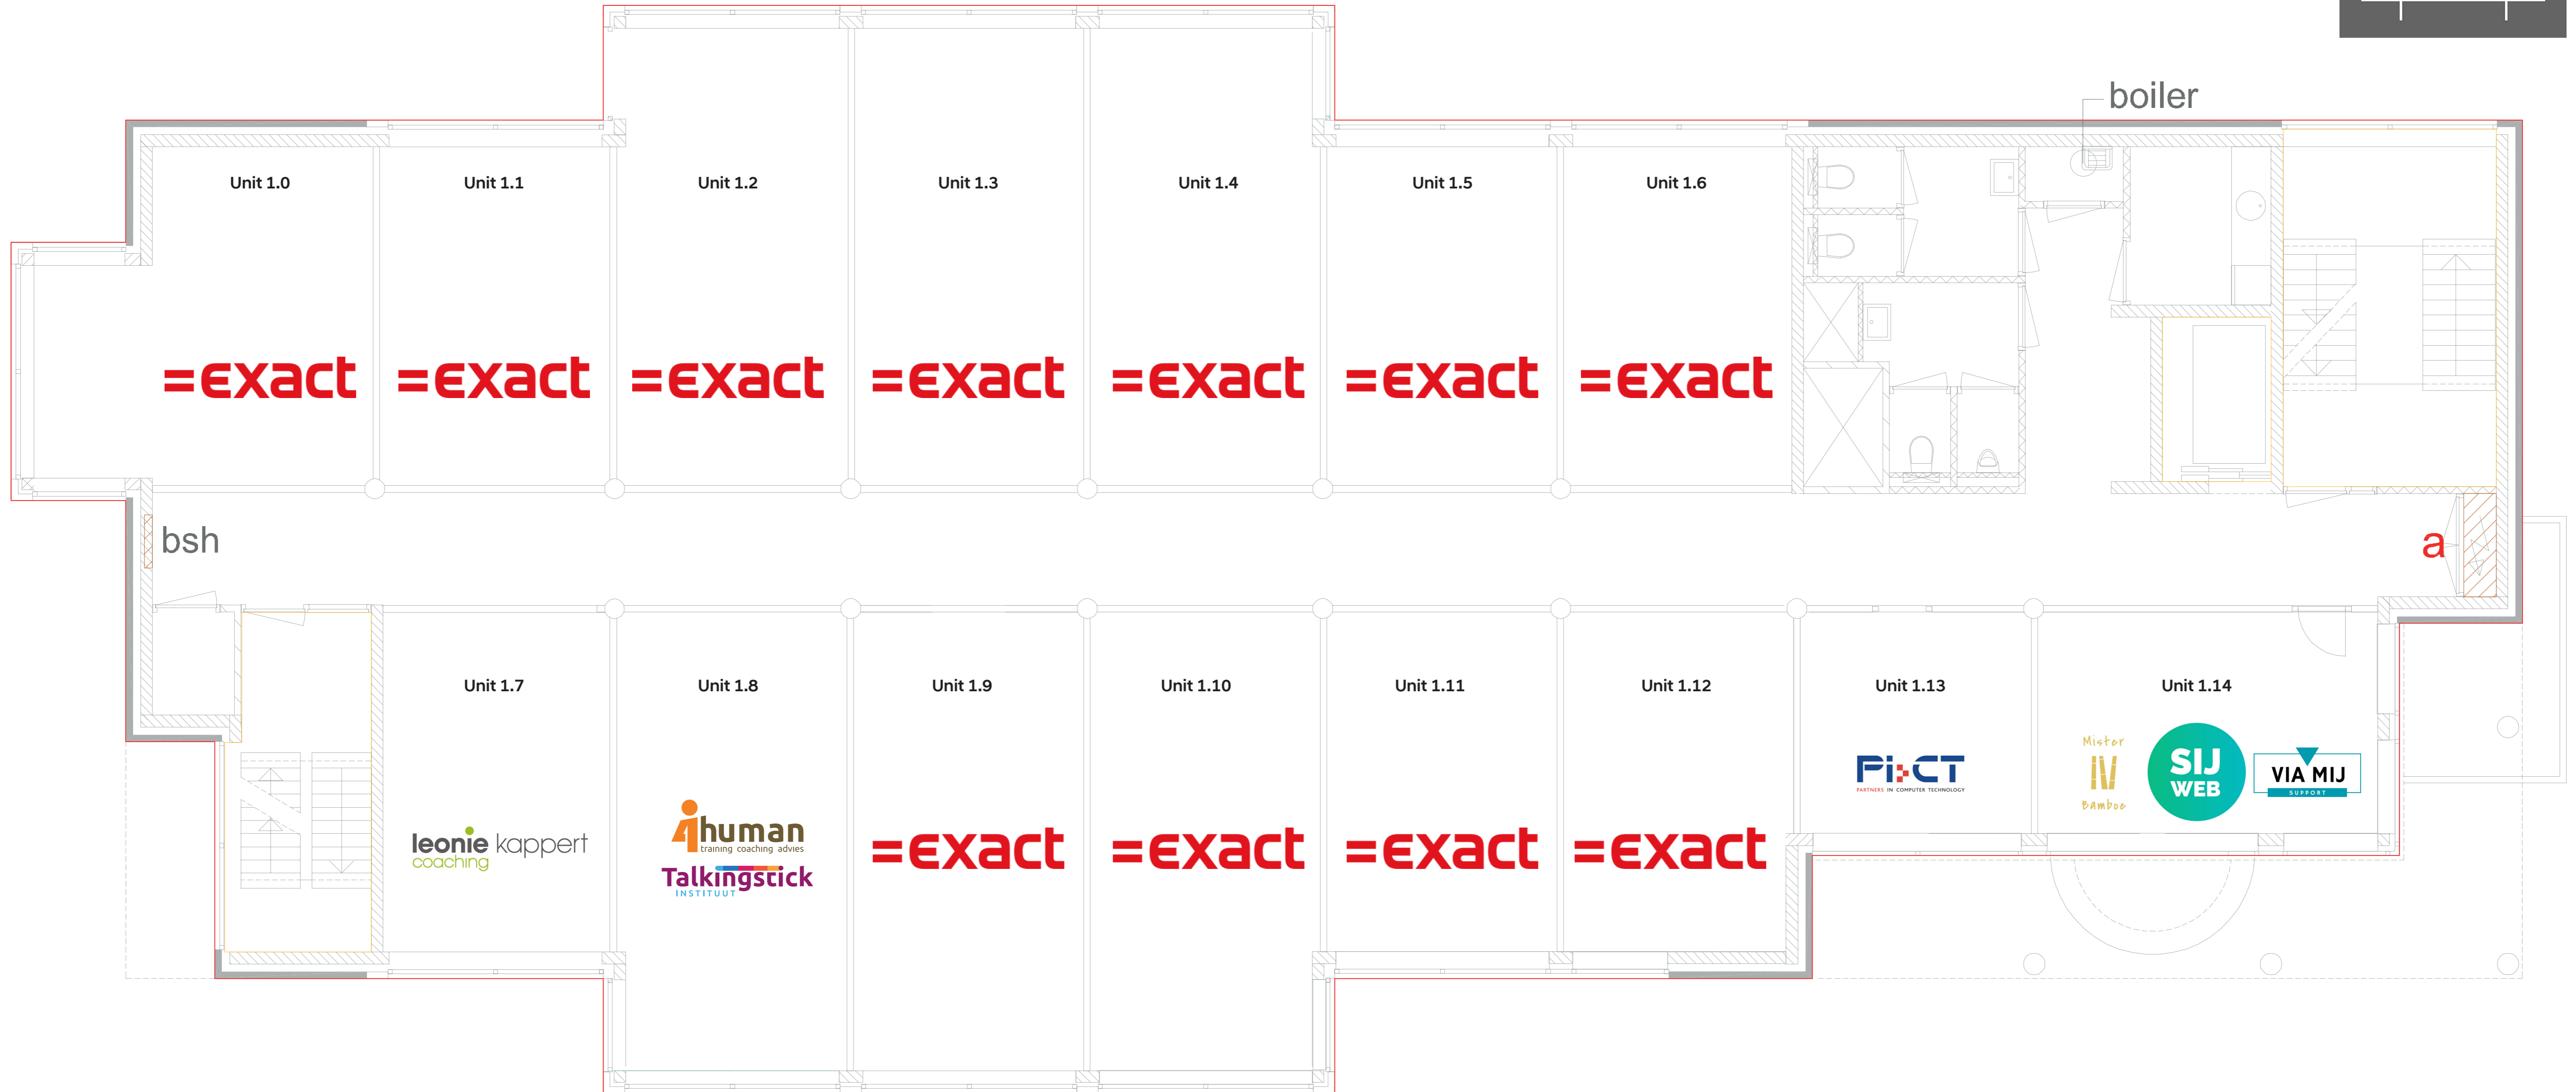 boiler
Unit 1.0
Unit 1.1
Unit 1.2
Unit 1.3
Unit 1.4
Unit 1.5
Unit 1.6
=exact
=exact
=exact
=exact
=exact
=exact
=exact
bsh
a
Unit 1.7
Unit 1.8
Unit 1.9
Unit 1.10
Unit 1.11
Unit 1.12
Unit 1.13
Unit 1.14
leonie kappert
coaching
human
training coaching advies
Talkingstick
INSTITUUT
=exact
=exact
=exact
=exact
PiCT
PARTNERS IN COMPUTER TECHNOLOGY
Mister
Bamboe
SIJ
WEB
VIA MIJ
SUPPORT